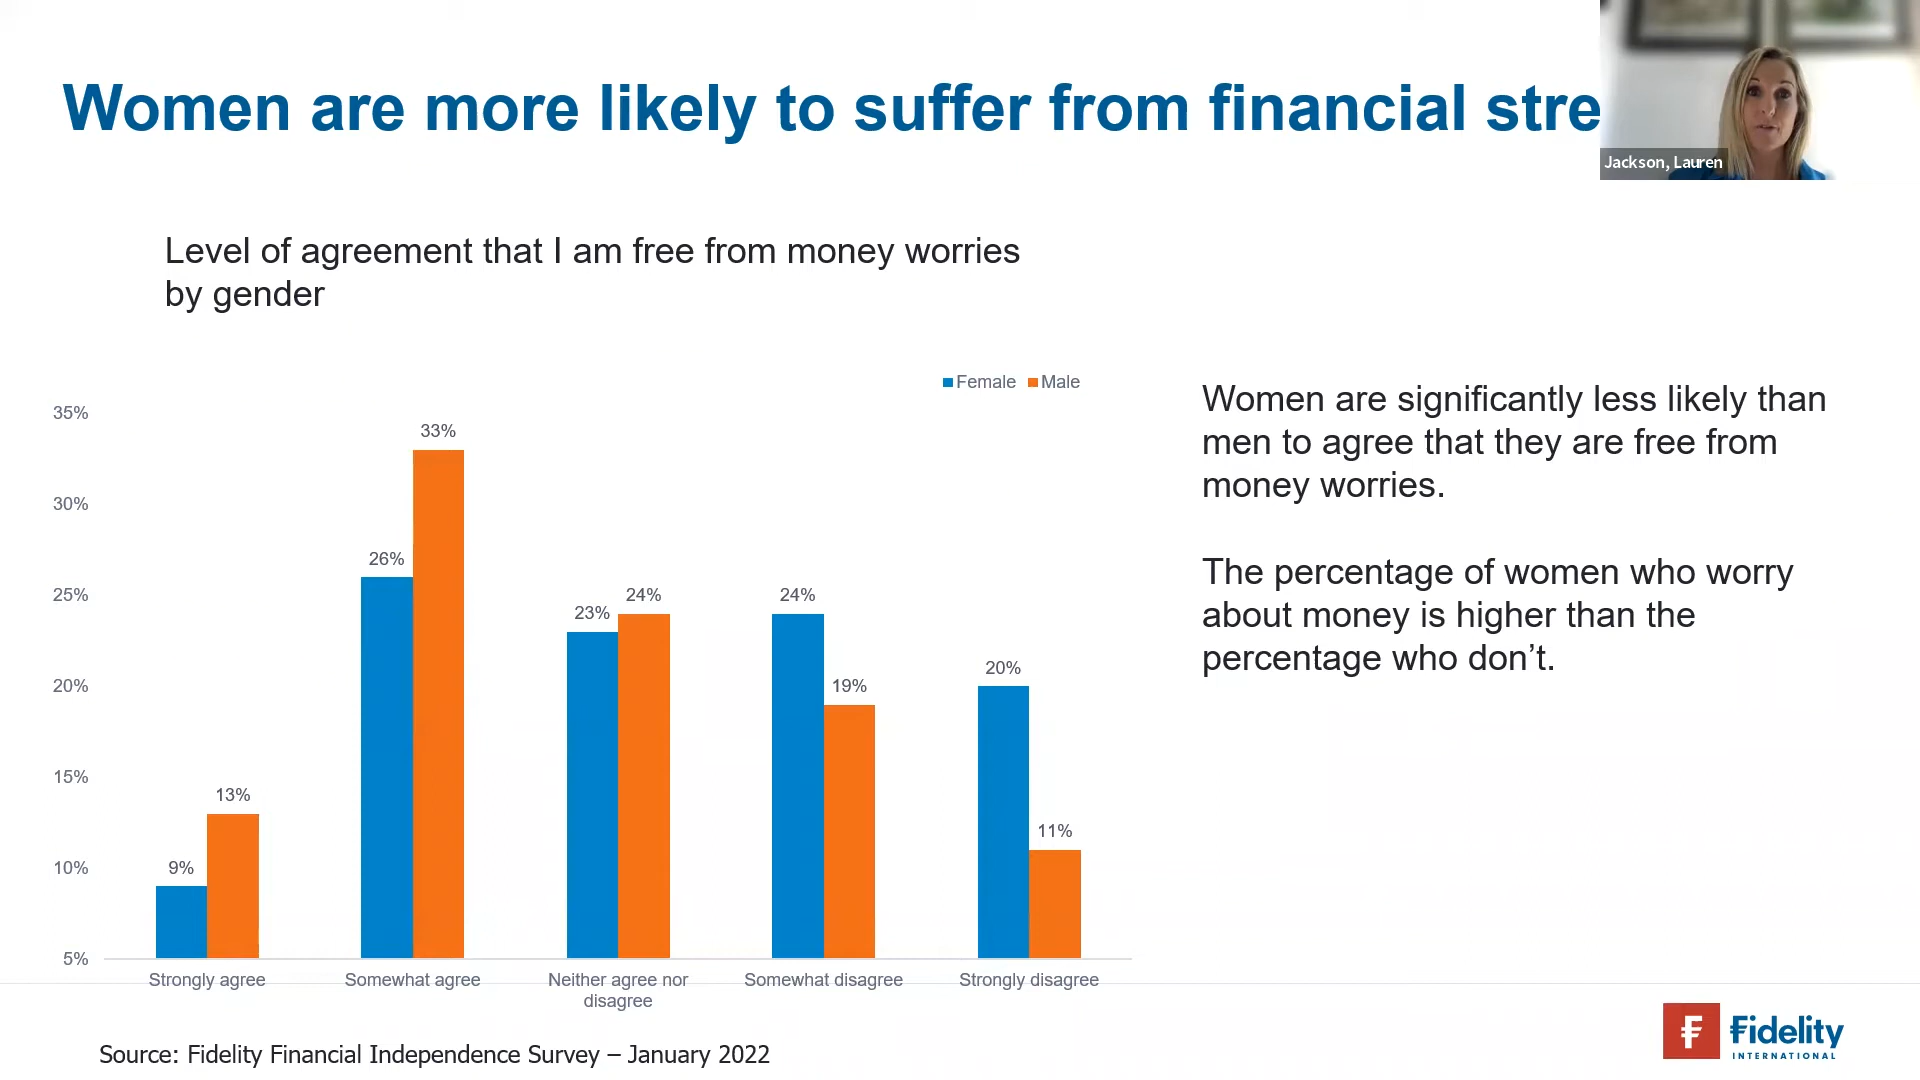 Women are more likely to suffer from financial stre
Jackson, Lauren
Level of agreement that I am free from money worries
by gender
Female Male
35%
30%
25%
20%
15%
10%
5%
9%
13%
26%
33%
23%
24%
24%
19%
20%
11%
Strongly agree
Somewhat agree
Neither agree nor
disagree
Somewhat disagree
Strongly disagree
Women are significantly less likely than
men to agree that they are free from
money worries.
The percentage of women who worry
about money is higher than the
percentage who don’t.
Source: Fidelity Financial Independence Survey – January 2022
Fidelity
INTERNATIONAL